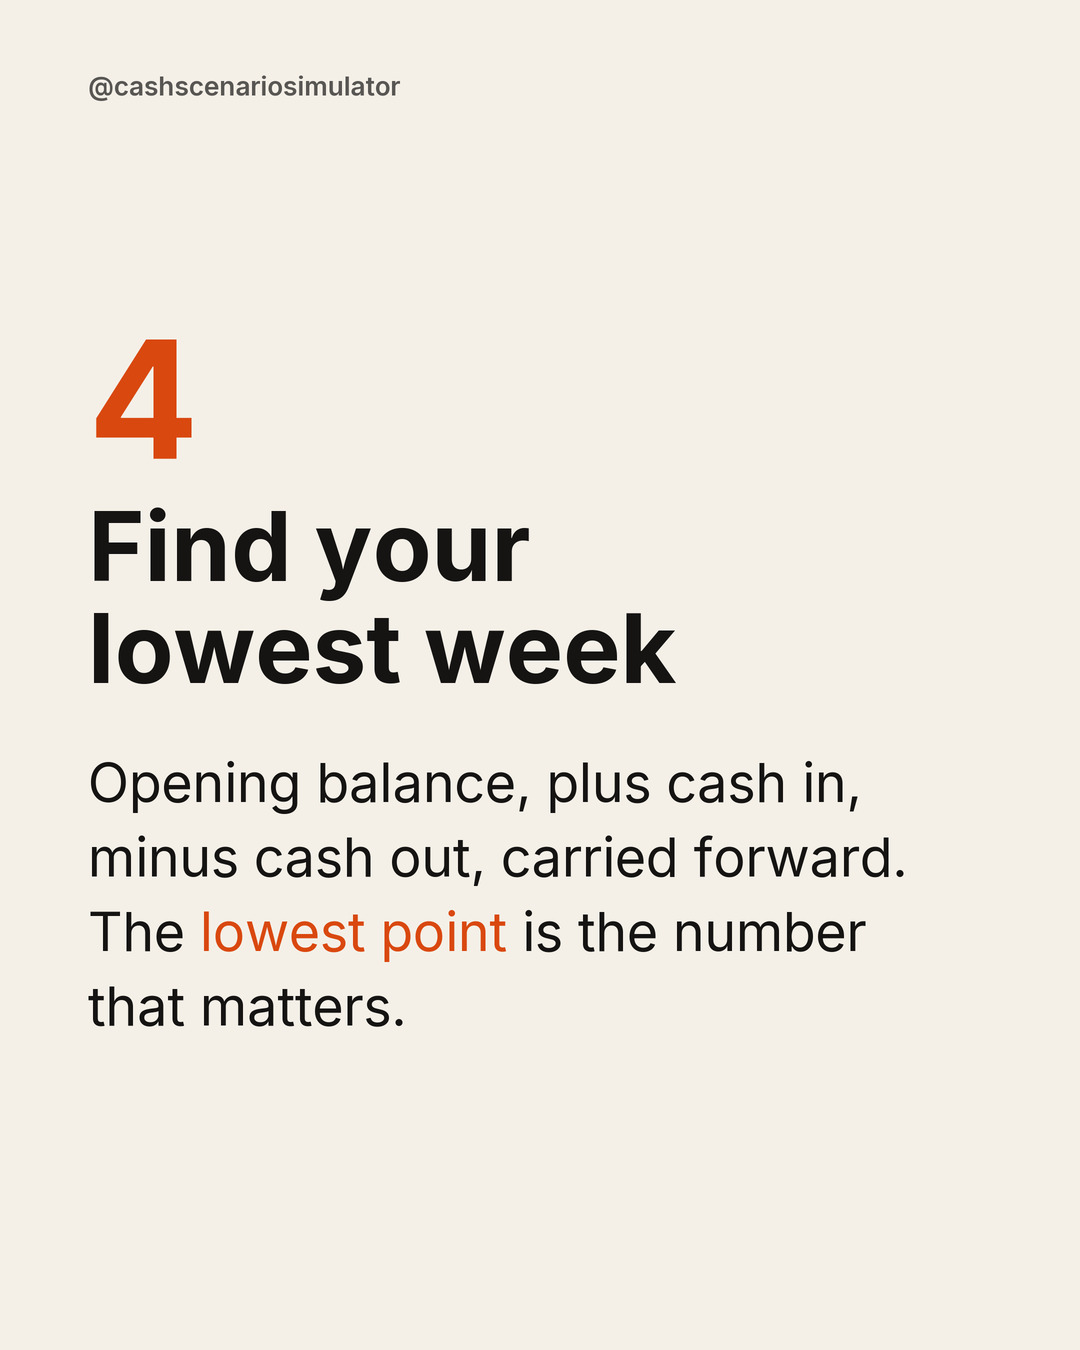 @cashscenariosimulator
4
Find your
lowest week
Opening balance, plus cash in,
minus cash out, carried forward.
The lowest point is the number
that matters.